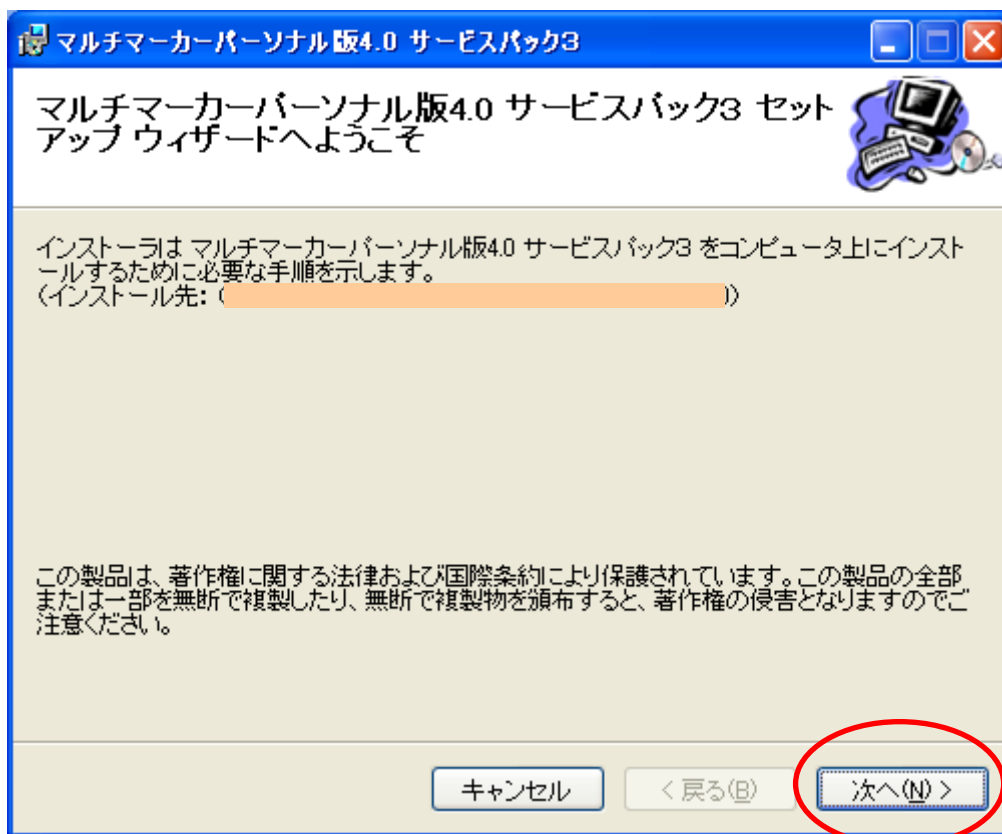 マルチマーカーパーソナル版4.0 サービスパック3
マルチマーカーパーソナル版4.0 サービスパック3 セット
アップ ウィザードへようこそ
インストーラは マルチマーカーパーソナル版4.0 サービスパック3 をコンピュータ上にインスト
ールするために必要な手順を示します。
(インストール先: ( ))
この製品は、著作権に関する法律および国際条約により保護されています。この製品の全部
または一部を無断で複製したり、無断で複製物を頒布すると、著作権の侵害となりますのでご
注意ください。
キャンセル
< 戻る(B)
次へ(N) >